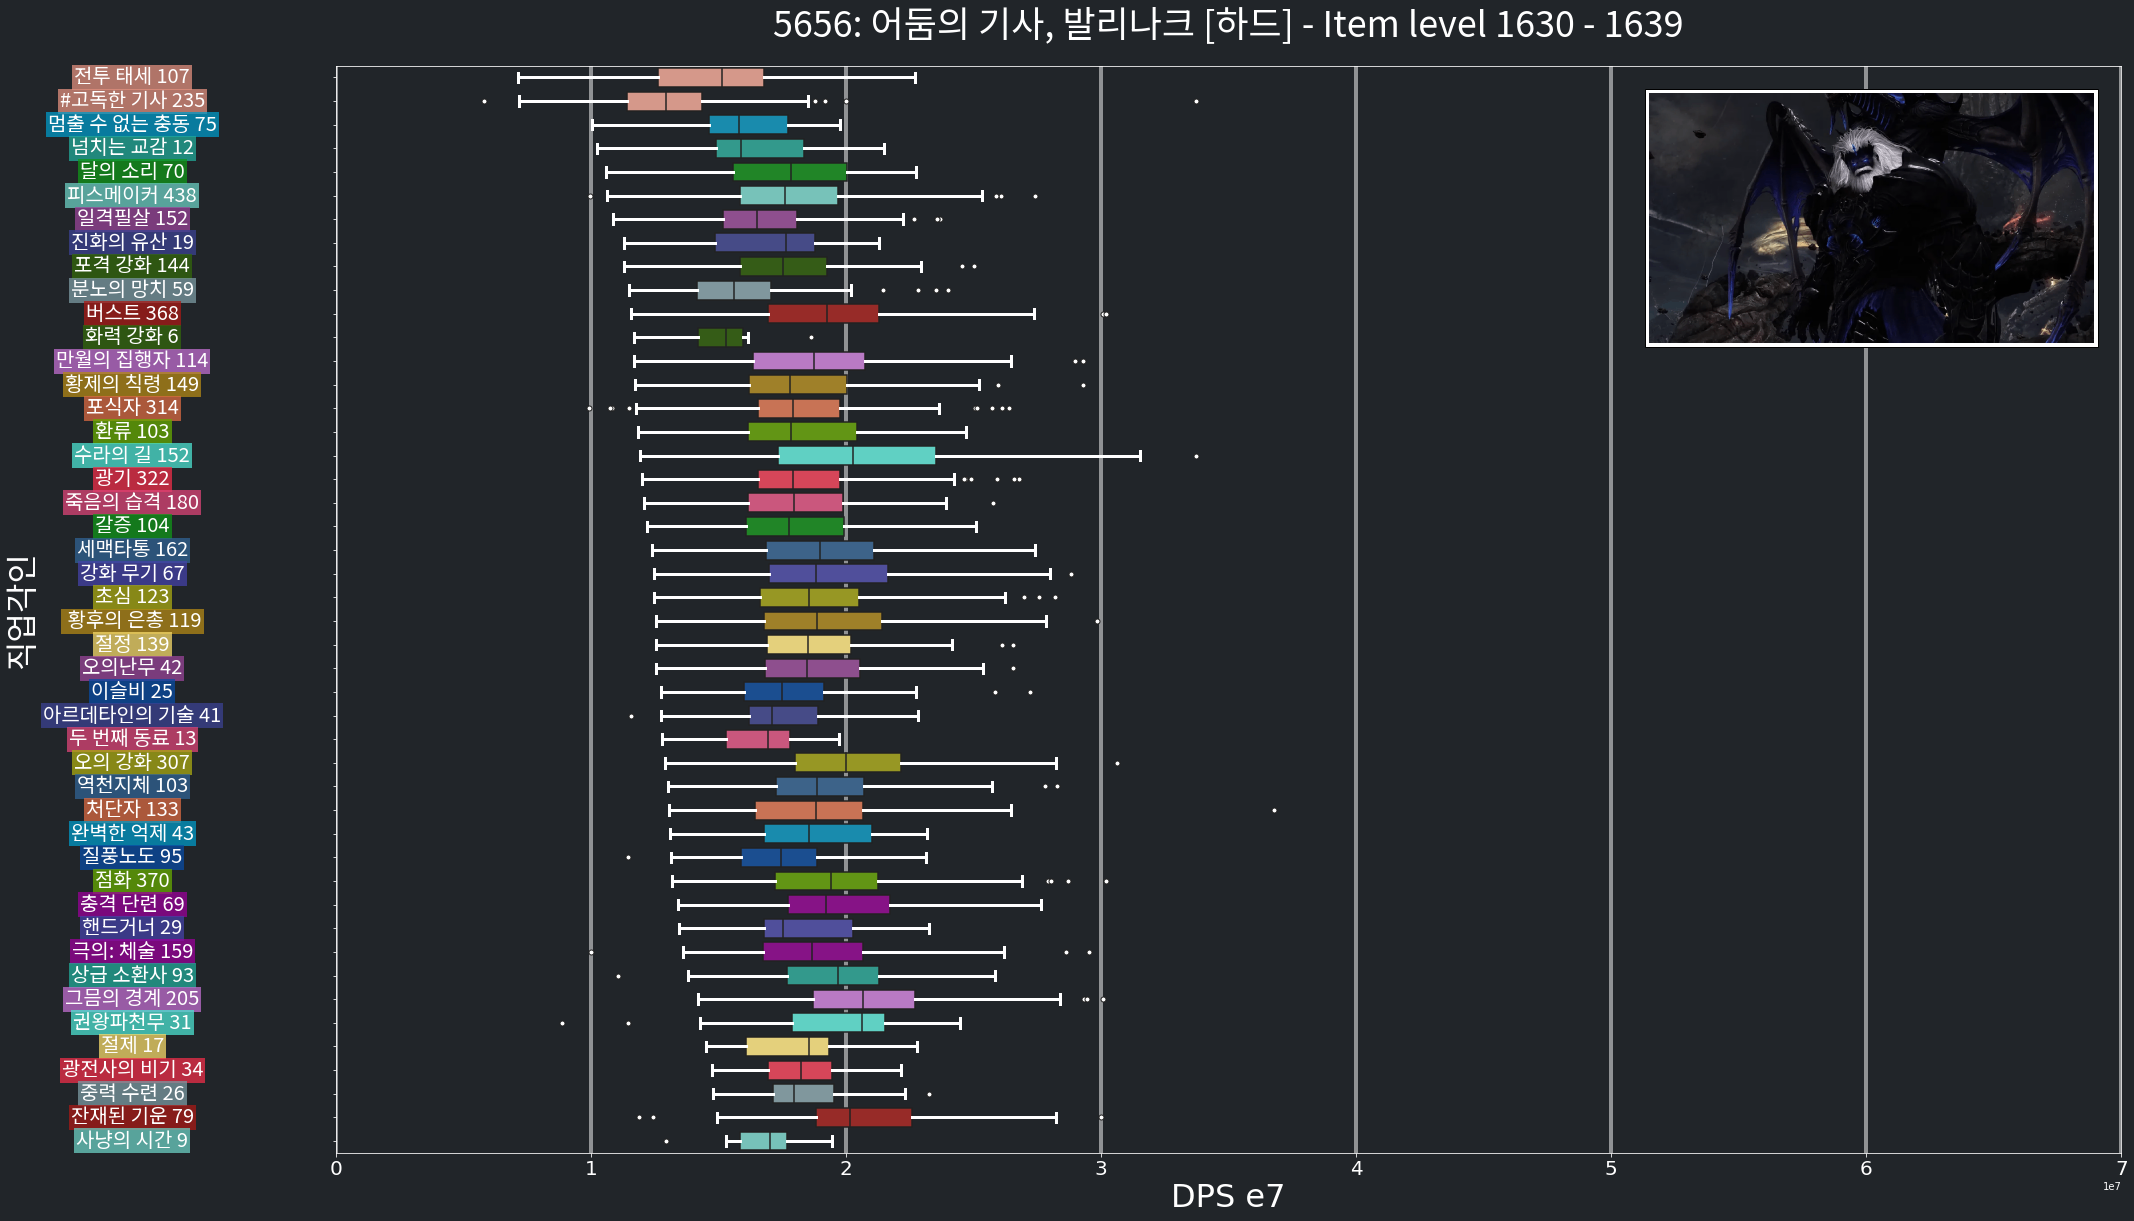 5656: 어둠의 기사, 발리나크 [하드] - Item level 1630 - 1639
직업각인
전투 태세 107
#고독한 기사 235
멈출 수 없는 충동 75
넘치는 교감 12
달의 소리 70
피스메이커 438
일격필살 152
진화의 유산 19
포격 강화 144
분노의 망치 59
버스트 368
화력 강화 6
만월의 집행자 114
황제의 칙령 149
포식자 314
환류 103
수라의 길 152
광기 322
죽음의 습격 180
갈증 104
세맥타통 162
강화 무기 67
초심 123
황후의 은총 119
절정 139
오의난무 42
이슬비 25
아르데타인의 기술 41
두 번째 동료 13
오의 강화 307
역천지체 103
처단자 133
완벽한 억제 43
질풍노도 95
점화 370
충격 단련 69
핸드거너 29
극의: 체술 159
상급 소환사 93
그믐의 경계 205
권왕파천무 31
절제 17
광전사의 비기 34
중력 수련 26
잔재된 기운 79
사냥의 시간 9
0 1 2 3 4 5 6 7
1e7
DPS e7